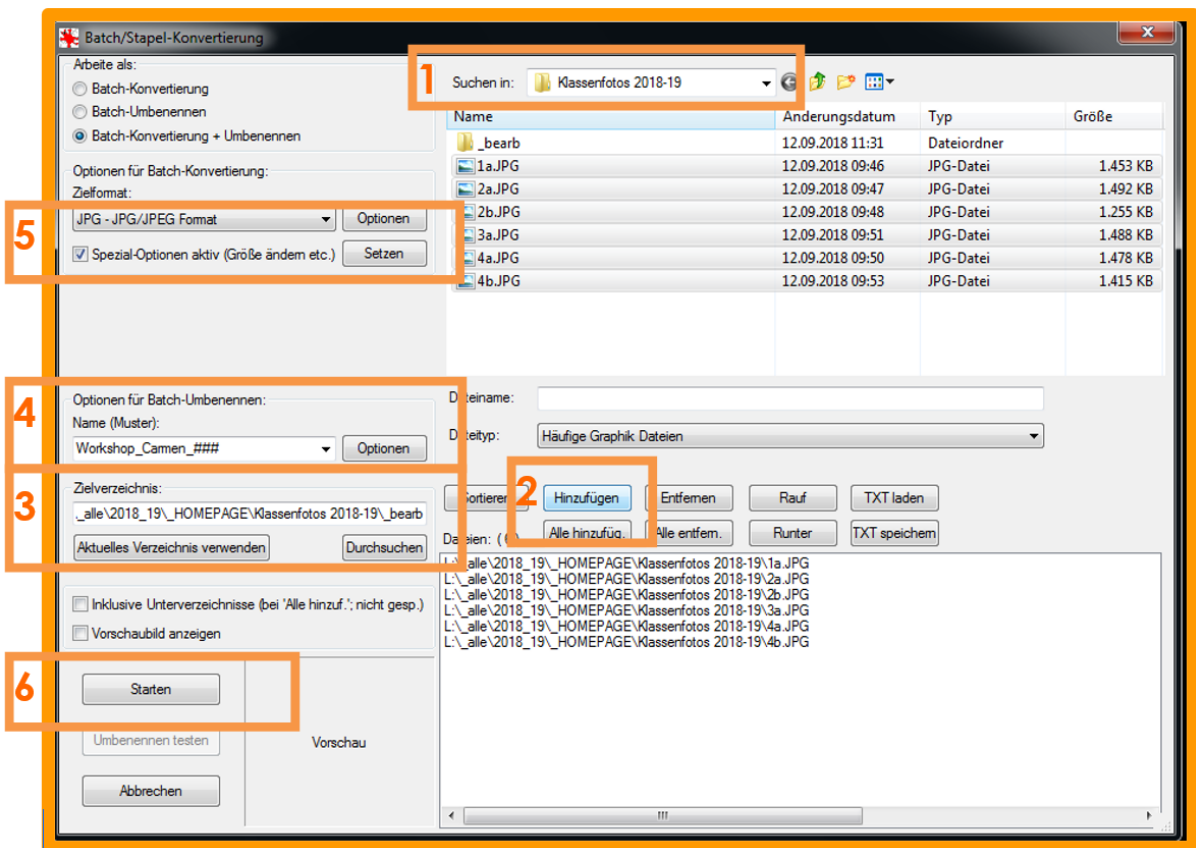 Batch/Stapel-Konvertierung
Arbeite als:
Batch-Konvertierung
Batch-Umbenennen
Batch-Konvertierung + Umbenennen
Optionen für Batch-Konvertierung:
Zielformat:
5
JPG - JPG/JPEG Format
Optionen
Spezial-Optionen aktiv (Größe ändern etc.)
Setzen
4
Optionen für Batch-Umbenennen:
Name (Muster):
Workshop_Carmen_###
Optionen
3
Zielverzeichnis:
._alle\2018_19\_HOMEPAGE\Klassenfotos 2018-19\_bearb
Aktuelles Verzeichnis verwenden
Durchsuchen
Inklusive Unterverzeichnisse (bei 'Alle hinzuf.'; nicht gesp.)
Vorschaubild anzeigen
6
Starten
Umbenennen testen
Abbrechen
Vorschau
1
Suchen in: Klassenfotos 2018-19
Name Änderungsdatum Typ Größe
_bearb 12.09.2018 11:31 Dateiordner
1a.JPG 12.09.2018 09:46 JPG-Datei 1.453 KB
2a.JPG 12.09.2018 09:47 JPG-Datei 1.492 KB
2b.JPG 12.09.2018 09:48 JPG-Datei 1.255 KB
3a.JPG 12.09.2018 09:51 JPG-Datei 1.488 KB
4a.JPG 12.09.2018 09:50 JPG-Datei 1.478 KB
4b.JPG 12.09.2018 09:53 JPG-Datei 1.415 KB
Dateiname:
Dateityp: Häufige Graphik Dateien
2
Sortieren Hinzufügen Entfernen Rauf TXT laden
Dateien: ( 6 ) Alle hinzufüg. Alle entfern. Runter TXT speichern
L:\_alle\2018_19\_HOMEPAGE\Klassenfotos 2018-19\1a.JPG
L:\_alle\2018_19\_HOMEPAGE\Klassenfotos 2018-19\2a.JPG
L:\_alle\2018_19\_HOMEPAGE\Klassenfotos 2018-19\2b.JPG
L:\_alle\2018_19\_HOMEPAGE\Klassenfotos 2018-19\3a.JPG
L:\_alle\2018_19\_HOMEPAGE\Klassenfotos 2018-19\4a.JPG
L:\_alle\2018_19\_HOMEPAGE\Klassenfotos 2018-19\4b.JPG